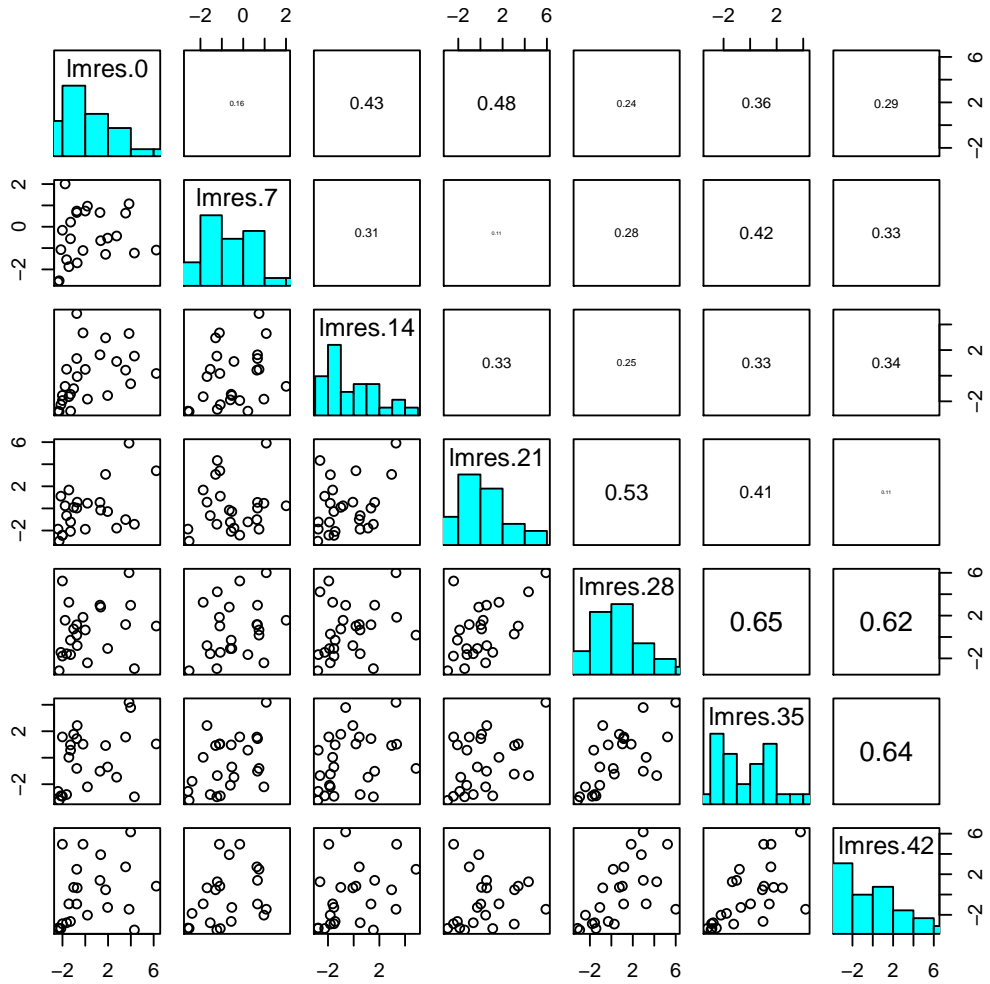 −2 0 2 −2 2 6 −2 2
lmres.0 0.16 0.43 0.48 0.24 0.36 0.29 −2 2 6
−2 0 2 lmres.7 0.31 0.11 0.28 0.42 0.33
lmres.14 0.33 0.25 0.33 0.34 −2 2
−2 2 6 lmres.21 0.53 0.41 0.11
lmres.28 0.65 0.62 −2 2 6
−2 2 lmres.35 0.64
lmres.42 −2 2 6
−2 2 6 −2 2 −2 2 6 −2 2 6